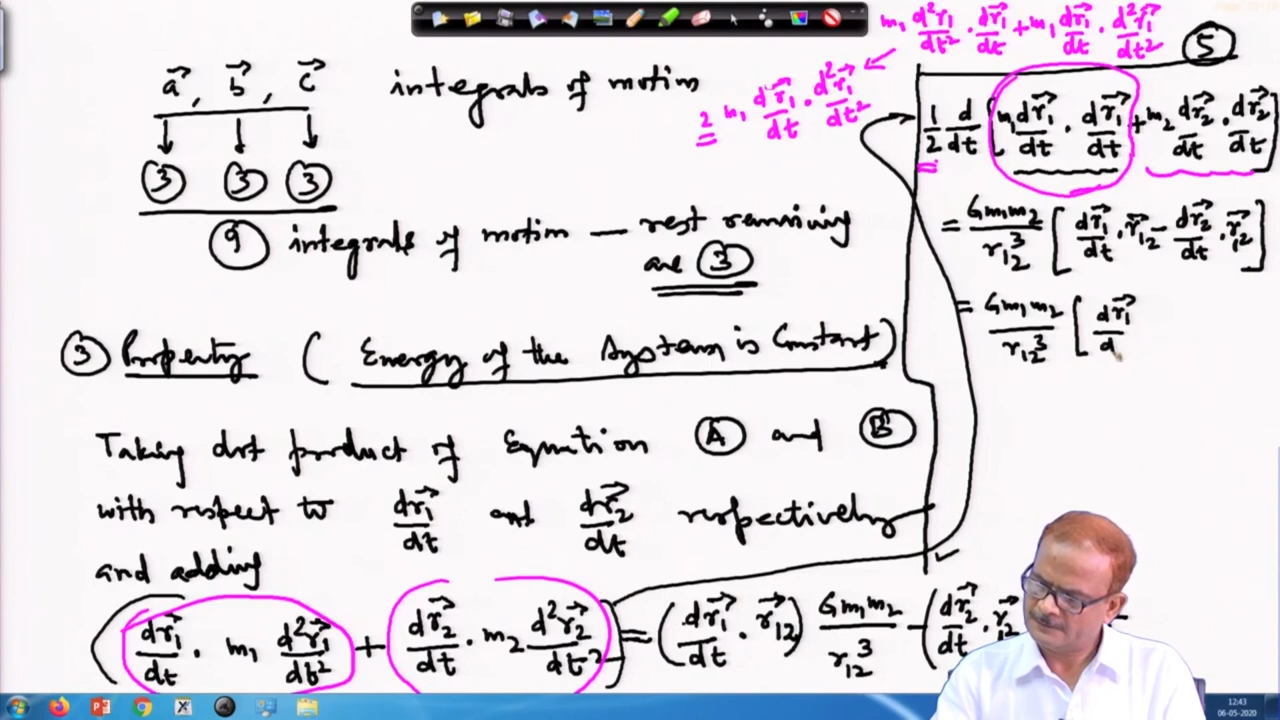 a⃗, b⃗, c⃗ integrals of motion
③ ③ ③
⑨ integrals of motion — rest remaining
are ③
③ Property ( Energy of the System is Constant )
Taking dot product of Equation Ⓐ and Ⓑ
with respect to dr⃗₁/dt and dr⃗₂/dt respectively
and adding
( dr⃗₁/dt · m₁ d²r⃗₁/dt² + dr⃗₂/dt · m₂ d²r⃗₂/dt² ) = ( dr⃗₁/dt · r⃗₁₂ ) Gm₁m₂/r₁₂³ − ( dr⃗₂/dt · r⃗₁₂
m₁ d²r⃗₁/dt² · dr⃗₁/dt + m₁ dr⃗₁/dt · d²r⃗₁/dt²
2 m₁ dr⃗₁/dt · d²r⃗₁/dt²
⑤
1/2 d/dt [ m₁ dr⃗₁/dt · dr⃗₁/dt + m₂ dr⃗₂/dt · dr⃗₂/dt ]
= Gm₁m₂/r₁₂³ [ dr⃗₁/dt · r⃗₁₂ − dr⃗₂/dt · r⃗₁₂ ]
= Gm₁m₂/r₁₂³ [ dr⃗₁/d
12:43
06-05-2020